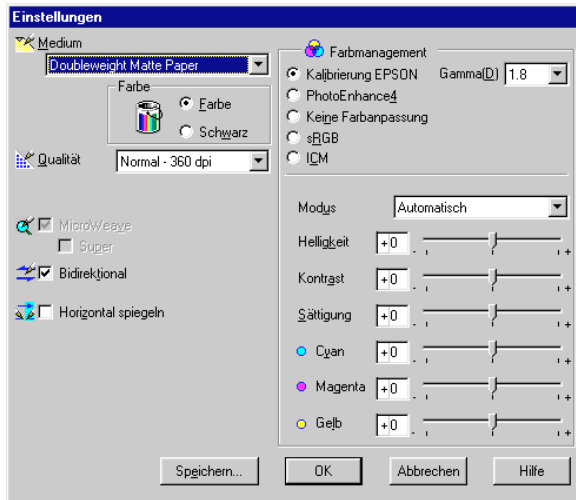 Einstellungen
Medium
Doubleweight Matte Paper
Farbe
Farbe
Schwarz
Qualität
Normal - 360 dpi
MicroWeave
Super
Bidirektional
Horizontal spiegeln
Farbmanagement
Kalibrierung EPSON
Gamma(D)
1.8
PhotoEnhance4
Keine Farbanpassung
sRGB
ICM
Modus
Automatisch
Helligkeit +0 - +
Kontrast +0 - +
Sättigung +0 - +
Cyan +0 - +
Magenta +0 - +
Gelb +0 - +
Speichern...
OK
Abbrechen
Hilfe